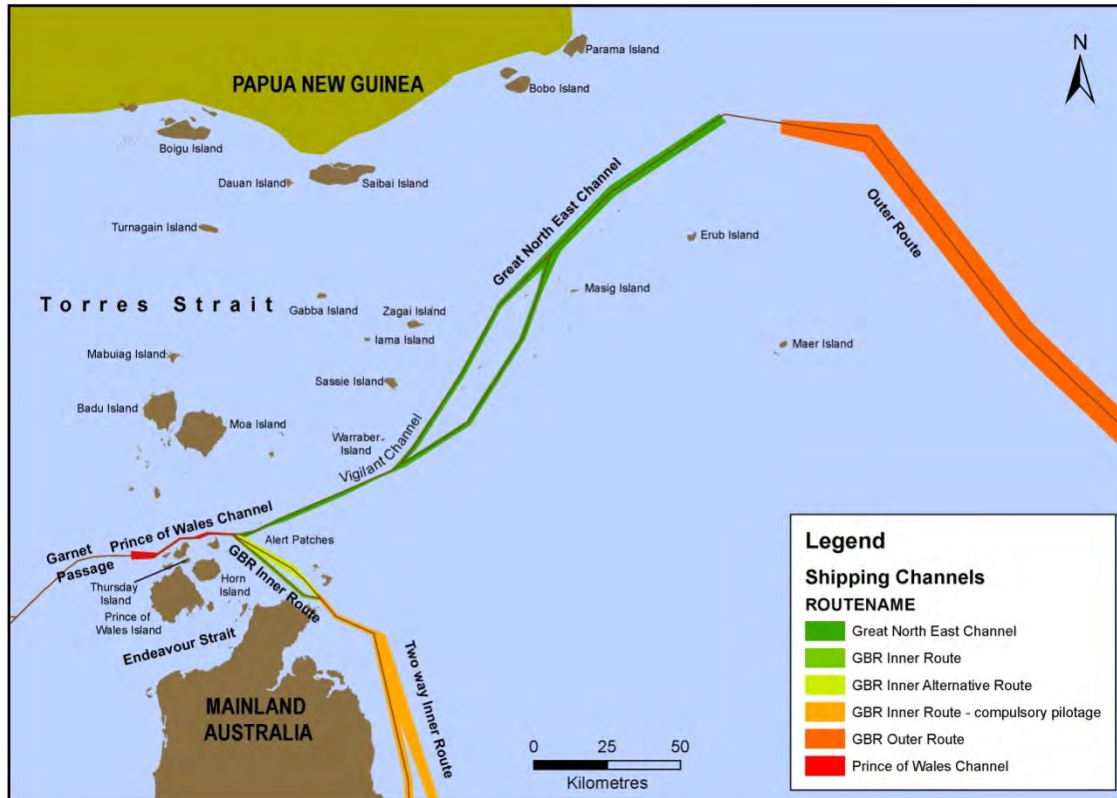 Parama Island
N
PAPUA NEW GUINEA
Bobo Island
Boigu Island
Dauan Island
Saibai Island
Great North East Channel
Outer Route
Turnagain Island
Erub Island
Masig Island
Torres Strait
Gabba Island
Zagai Island
Iama Island
Maer Island
Mabuiag Island
Sassie Island
Badu Island
Moa Island
Warraber
Island
Vigilant Channel
Prince of Wales Channel
Garnet
Passage
Alert Patches
GBR Inner Route
Thursday
Island
Horn
Island
Prince of
Wales Island
Endeavour Strait
Two way Inner Route
MAINLAND
AUSTRALIA
0 25 50
Kilometres
Legend
Shipping Channels
ROUTENAME
Great North East Channel
GBR Inner Route
GBR Inner Alternative Route
GBR Inner Route - compulsory pilotage
GBR Outer Route
Prince of Wales Channel